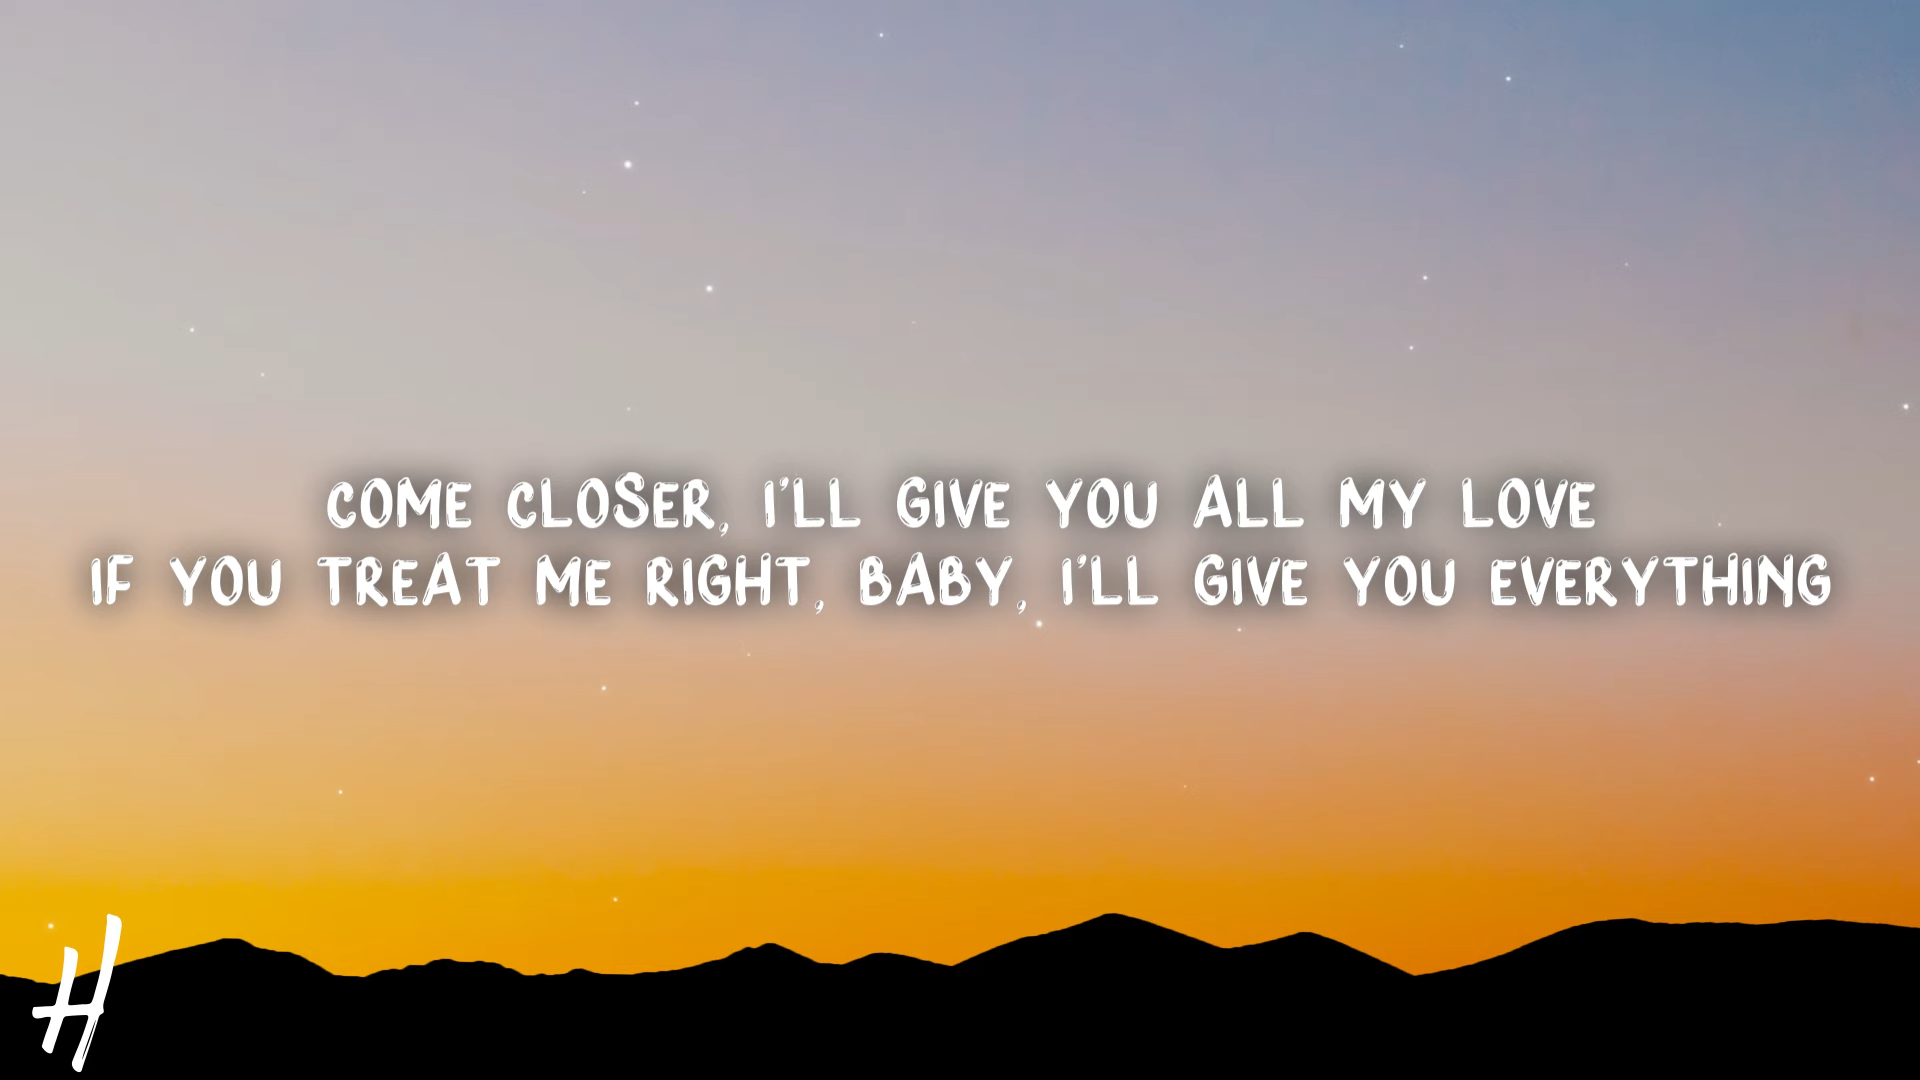 COME CLOSER, I'LL GIVE YOU ALL MY LOVE
IF YOU TREAT ME RIGHT, BABY, I'LL GIVE YOU EVERYTHING
H